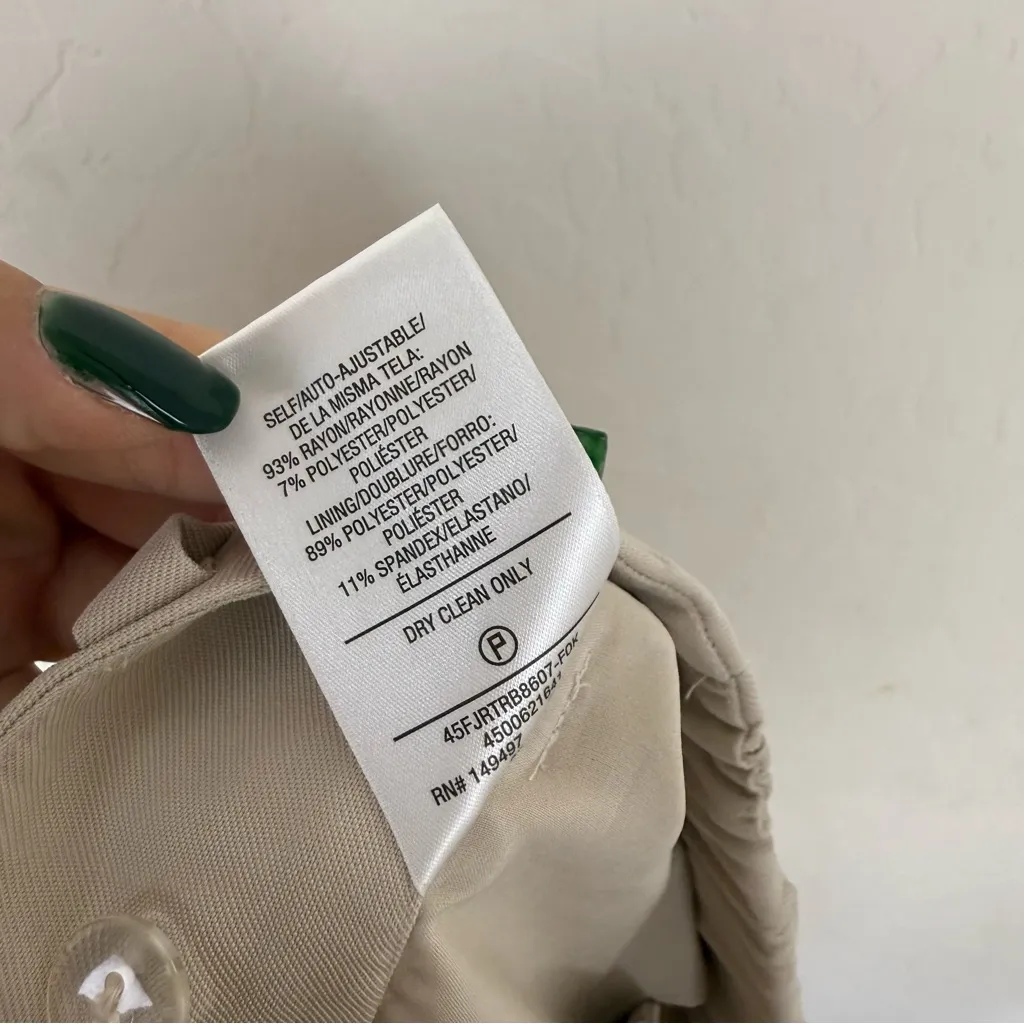 SELF/AUTO-AJUSTABLE/
DE LA MISMA TELA:
93% RAYON/RAYONNE/RAYON
7% POLYESTER/POLYESTER/
POLIÉSTER
LINING/DOUBLURE/FORRO:
89% POLYESTER/POLYESTER/
POLIÉSTER
11% SPANDEX/ELASTANO/
ÉLASTHANNE
DRY CLEAN ONLY
P
45FJRTRB8607-FOK
RN# 149497